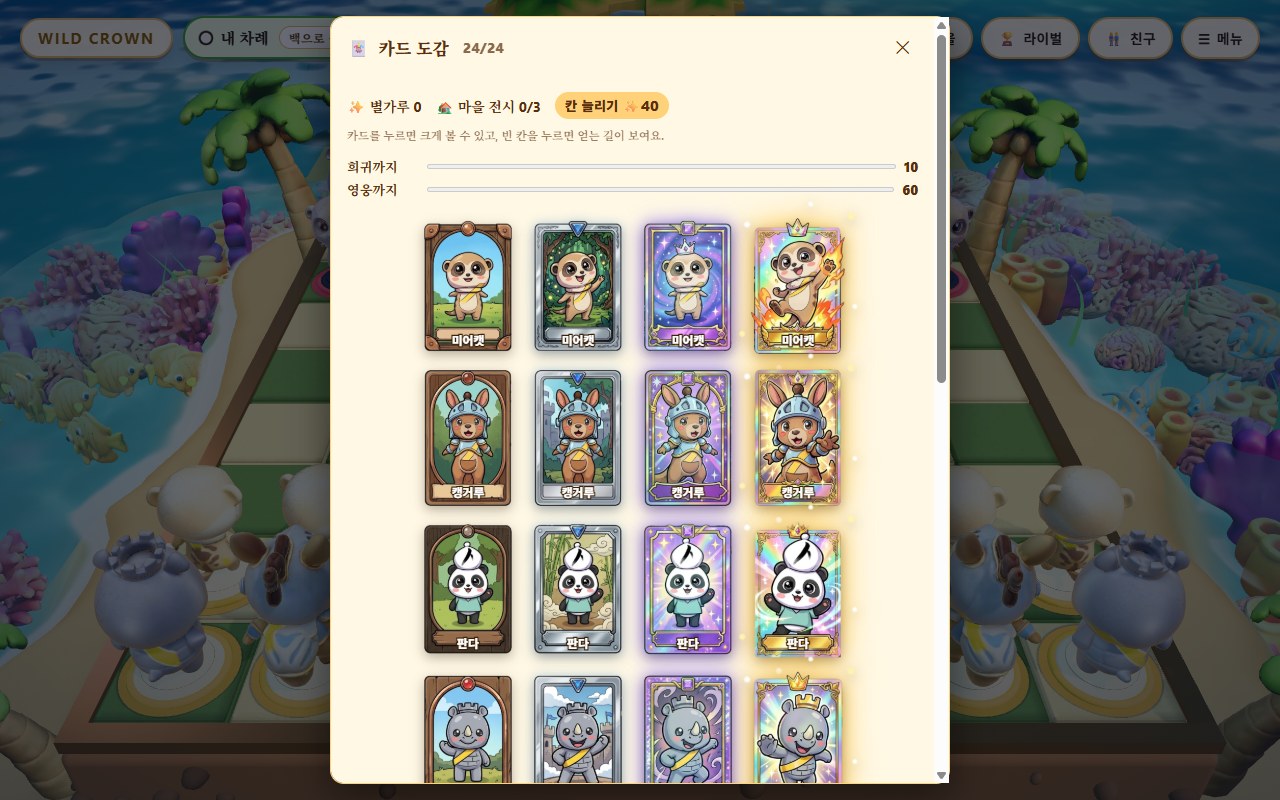 WILD CROWN
내 차례
백으로
라이벌
친구
☰ 메뉴
카드 도감 24/24
별가루 0 마을 전시 0/3 칸 늘리기 40
카드를 누르면 크게 볼 수 있고, 빈 칸을 누르면 얻는 길이 보여요.
희귀까지 10
영웅까지 60
미어캣 미어캣 미어캣 미어캣
캥거루 캥거루 캥거루 캥거루
판다 판다 판다 판다